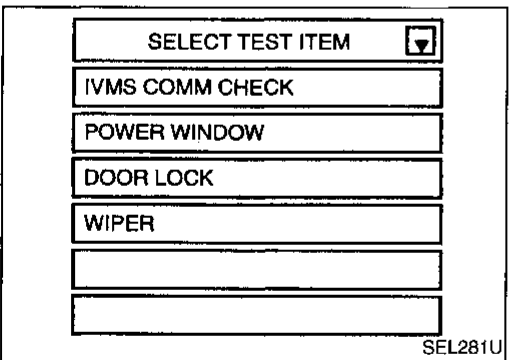 SELECT TEST ITEM
IVMS COMM CHECK
POWER WINDOW
DOOR LOCK
WIPER
SEL281U